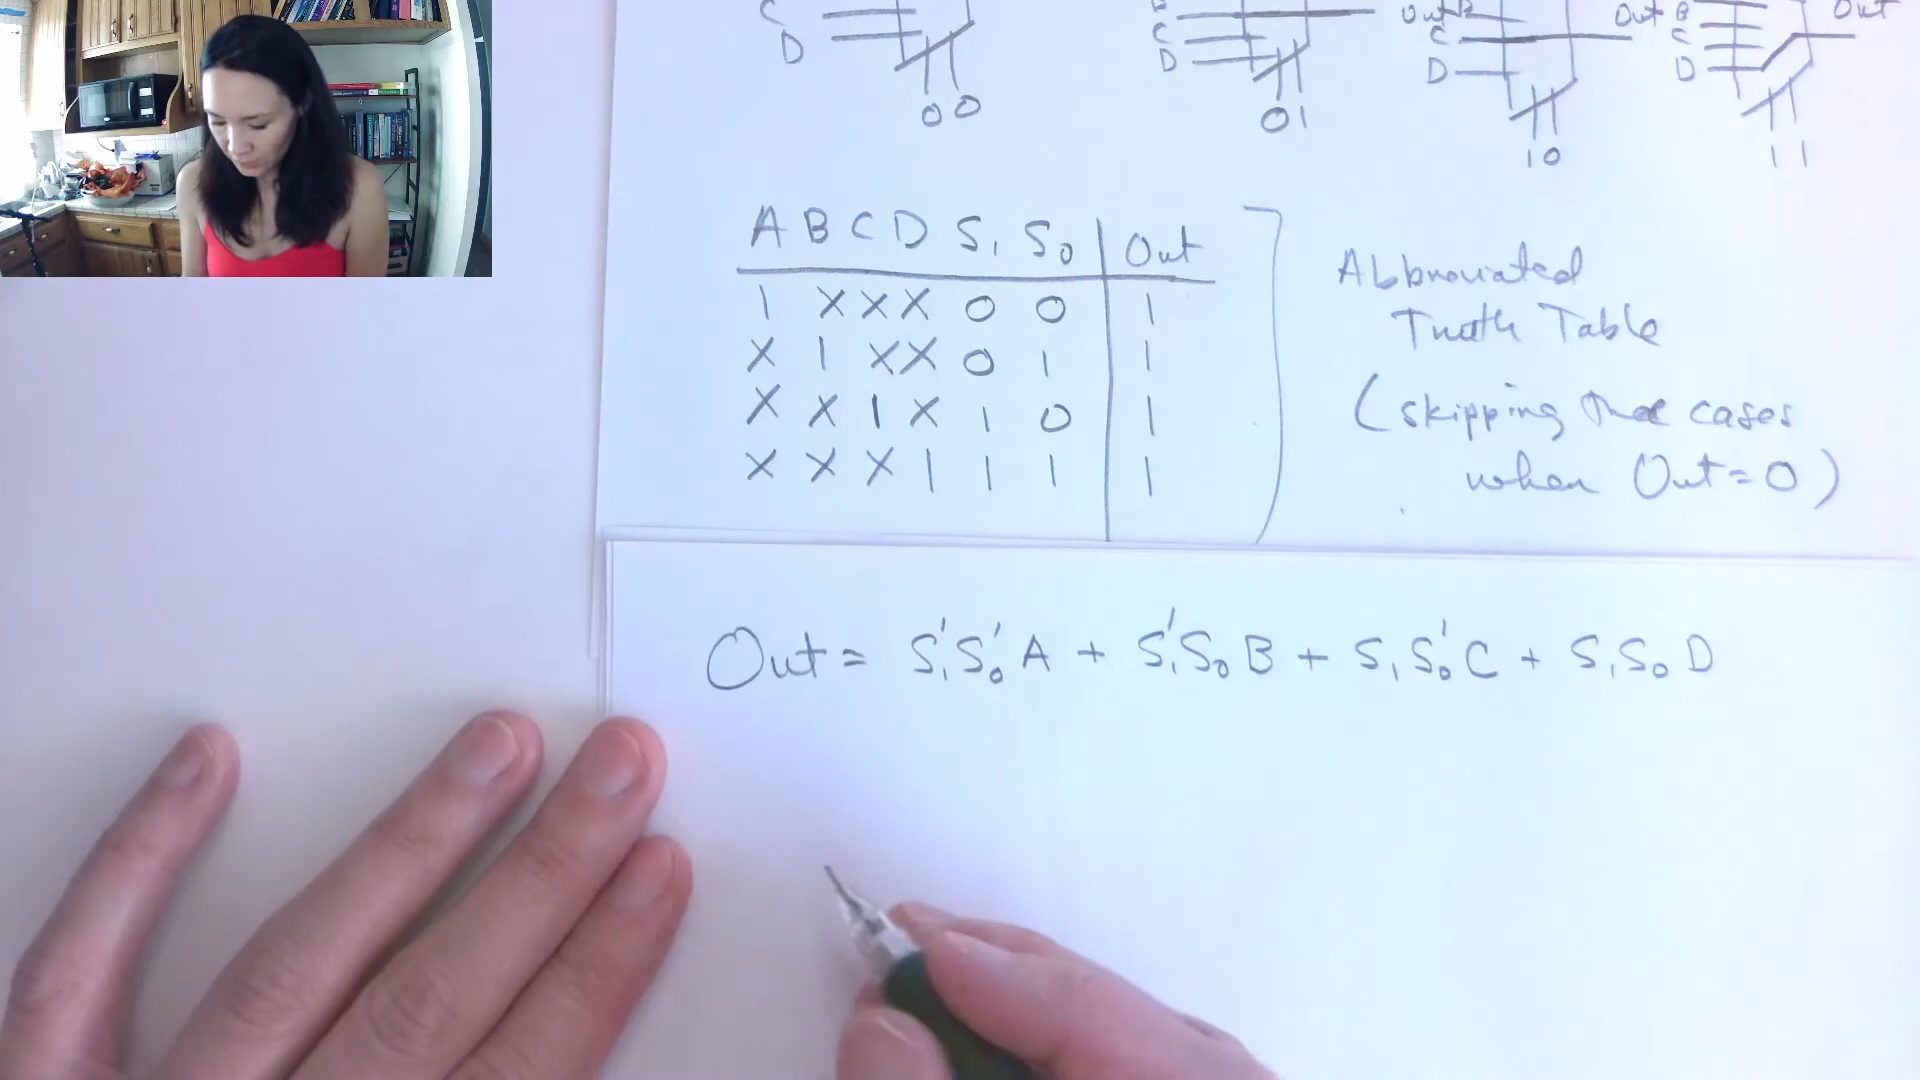 C D 00
B C D 01
Out B C D 10
Out B C D 11
Out
A B C D S₁ S₀ | Out
1 X X X 0 0 | 1
X 1 X X 0 1 | 1
X X 1 X 1 0 | 1
X X X 1 1 1 | 1
Abbreviated
Truth Table
(skipping the cases
when Out=0)
Out = S₁'S₀'A + S₁'S₀B + S₁S₀'C + S₁S₀D